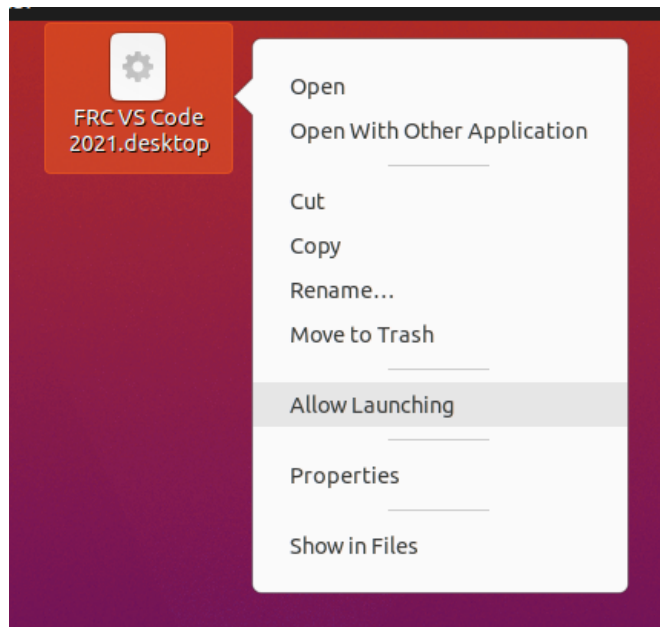 FRC VS Code
2021.desktop
Open
Open With Other Application
Cut
Copy
Rename...
Move to Trash
Allow Launching
Properties
Show in Files